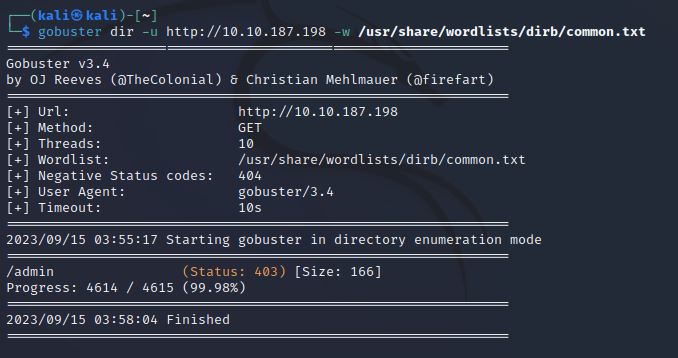 ┌──(kali㉿kali)-[~]
└─$ gobuster dir -u http://10.10.187.198 -w /usr/share/wordlists/dirb/common.txt
===============================================================
Gobuster v3.4
by OJ Reeves (@TheColonial) & Christian Mehlmauer (@firefart)
===============================================================
[+] Url:                     http://10.10.187.198
[+] Method:                  GET
[+] Threads:                 10
[+] Wordlist:                /usr/share/wordlists/dirb/common.txt
[+] Negative Status codes:   404
[+] User Agent:              gobuster/3.4
[+] Timeout:                 10s
===============================================================
2023/09/15 03:55:17 Starting gobuster in directory enumeration mode
===============================================================
/admin                (Status: 403) [Size: 166]
Progress: 4614 / 4615 (99.98%)
===============================================================
2023/09/15 03:58:04 Finished
===============================================================